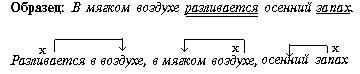 Образец: В мягком воздухе разливается осенний запах.
х х х
Разливается в воздухе, в мягком воздухе, осенний запах